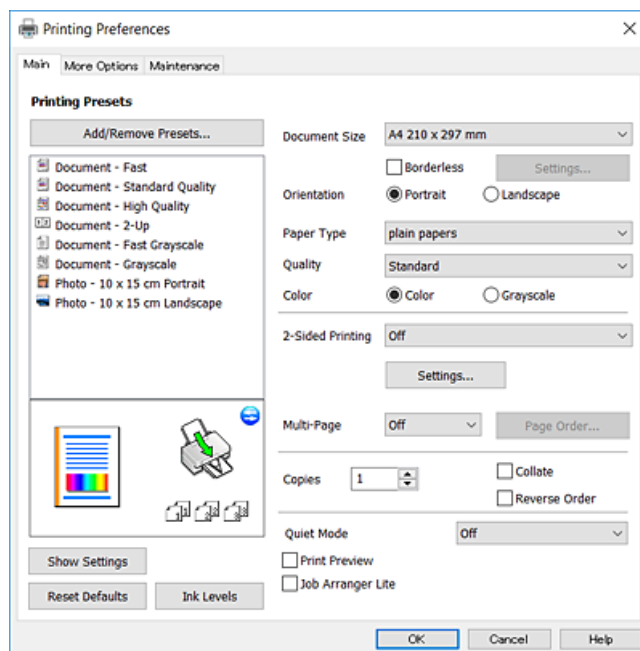 Printing Preferences
Main
More Options
Maintenance
Printing Presets
Add/Remove Presets...
Document - Fast
Document - Standard Quality
Document - High Quality
Document - 2-Up
Document - Fast Grayscale
Document - Grayscale
Photo - 10 x 15 cm Portrait
Photo - 10 x 15 cm Landscape
Show Settings
Reset Defaults
Ink Levels
Document Size
A4 210 x 297 mm
Borderless
Settings...
Orientation
Portrait
Landscape
Paper Type
plain papers
Quality
Standard
Color
Color
Grayscale
2-Sided Printing
Off
Settings...
Multi-Page
Off
Page Order...
Copies
1
Collate
Reverse Order
Quiet Mode
Off
Print Preview
Job Arranger Lite
OK
Cancel
Help